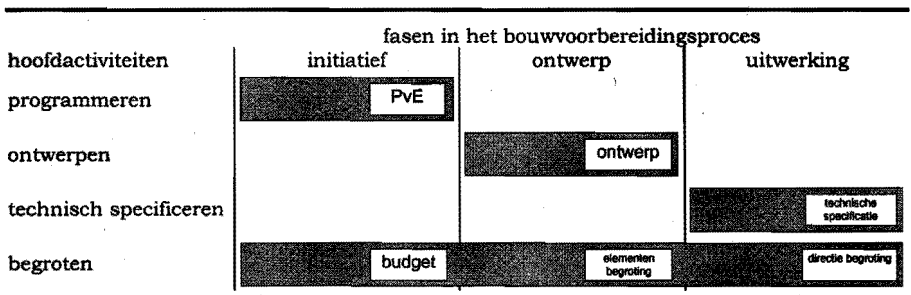 fasen in het bouwvoorbereidingsproces
hoofdactiviteiten initiatief ontwerp uitwerking
programmeren PvE
ontwerpen ontwerp
technisch specificeren technische
specificatie
begroten budget elementen
begroting directie begroting